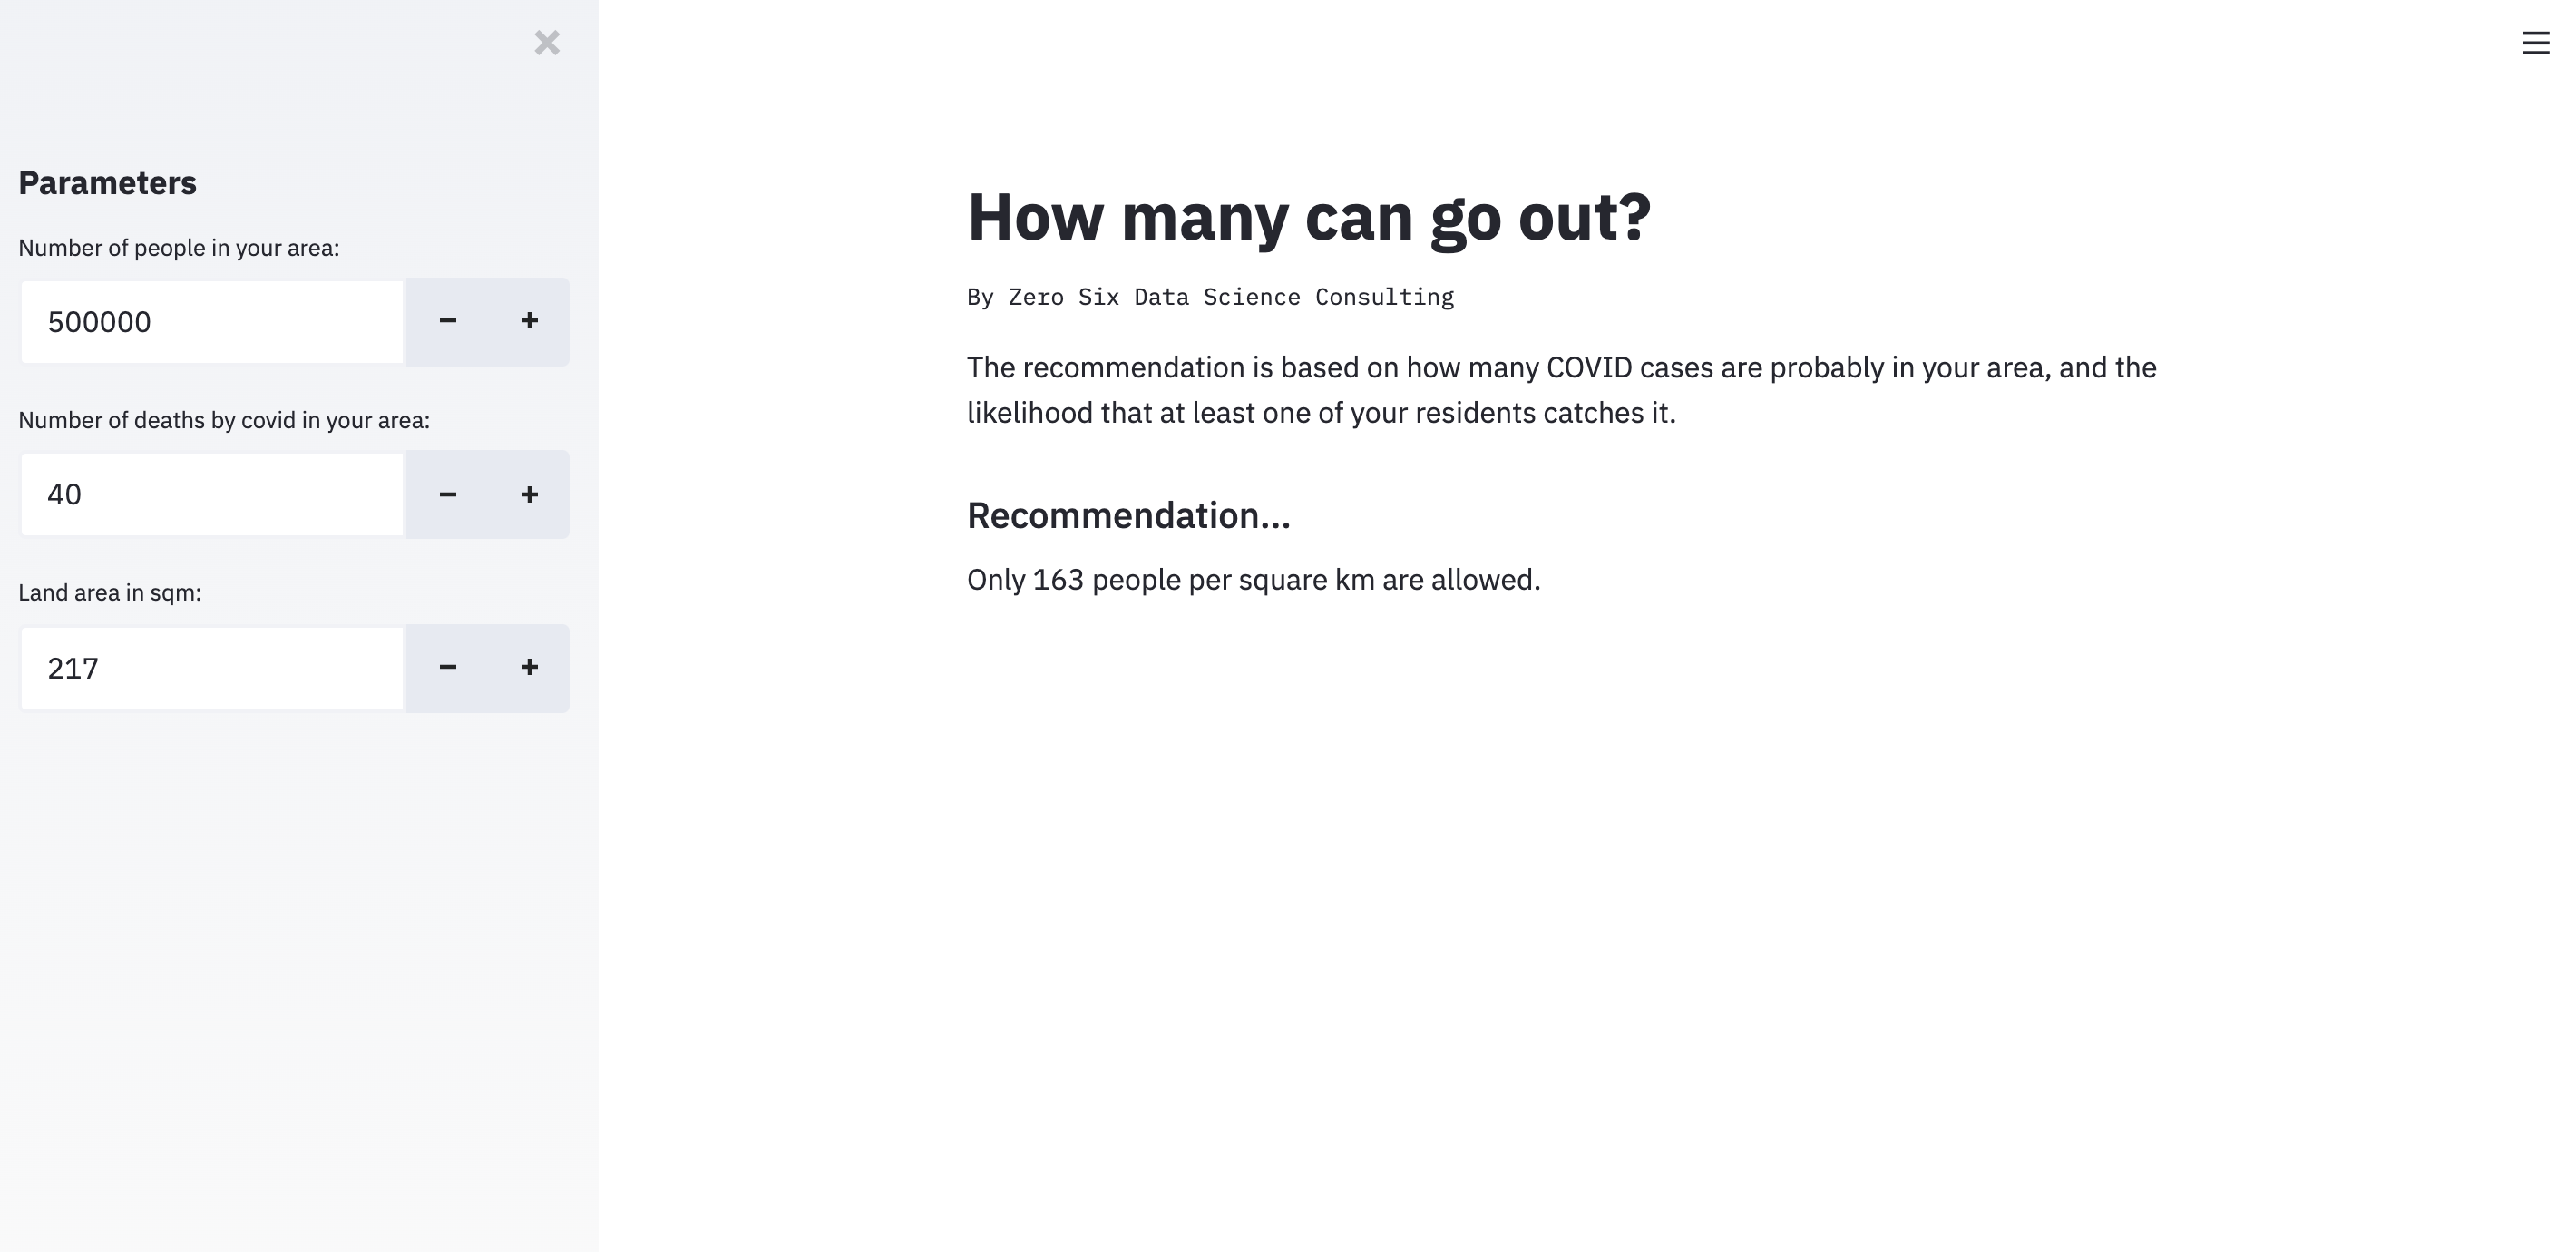 Parameters
Number of people in your area:
500000
Number of deaths by covid in your area:
40
Land area in sqm:
217
How many can go out?
By Zero Six Data Science Consulting
The recommendation is based on how many COVID cases are probably in your area, and the
likelihood that at least one of your residents catches it.
Recommendation...
Only 163 people per square km are allowed.